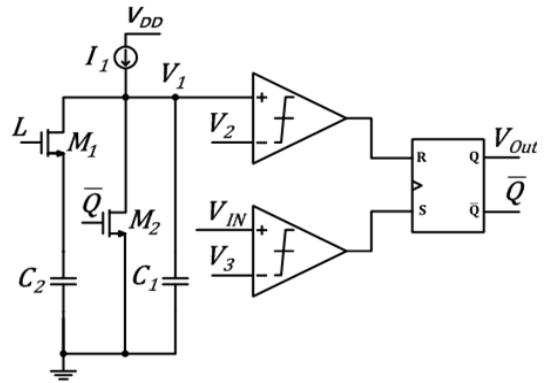 V_DD
I_1
V_1
L
M_1
V_2
+
−
R
Q
V_Out
Q̅
M_2
V_IN
+
S
Q̅
Q̅
V_3
−
C_2
C_1